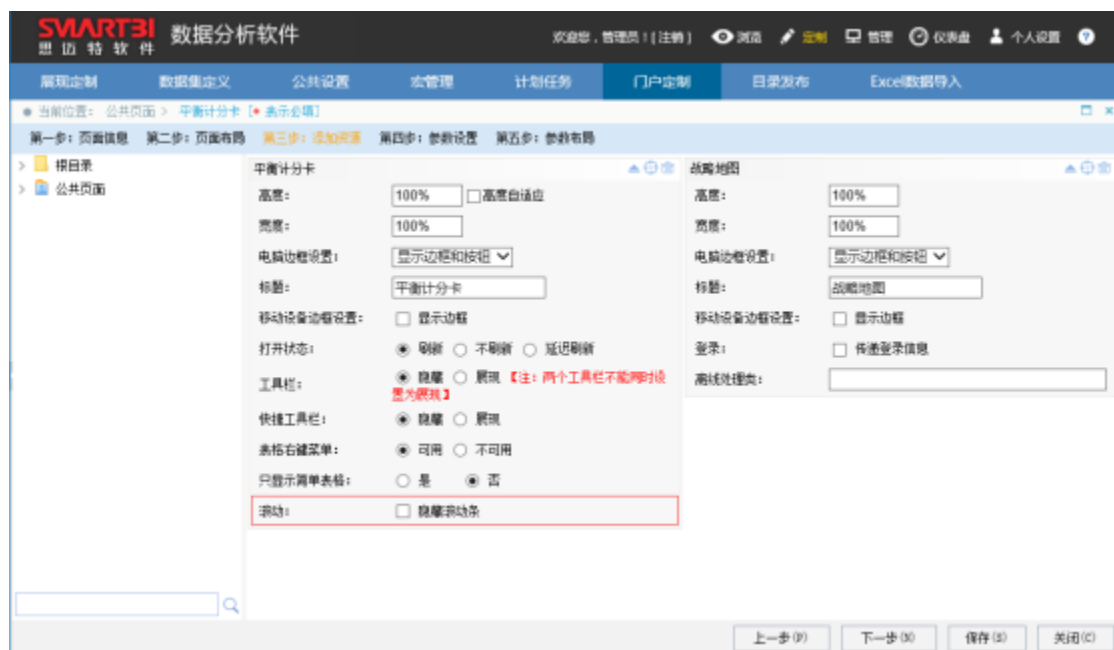 SMARTBI 数据分析软件
思迈特软件
欢迎您，管理员！[注销] 浏览 定制 管理 仪表盘 个人设置 ?
展现定制 数据集定义 公共设置 宏管理 计划任务 门户定制 目录发布 Excel数据导入
当前位置： 公共页面 > 平衡计分卡 [* 表示必填]
第一步：页面信息 第二步：页面布局 第三步：添加资源 第四步：参数设置 第五步：参数布局
根目录
公共页面
平衡计分卡
高度： 100% 高度自适应
宽度： 100%
电脑边框设置： 显示边框和按钮
标题： 平衡计分卡
移动设备边框设置： 显示边框
打开状态： 刷新 不刷新 延迟刷新
工具栏： 隐藏 展现 【注：两个工具栏不能同时设
置为展现】
快捷工具栏： 隐藏 展现
表格右键菜单： 可用 不可用
只显示简单表格： 是 否
滚动： 隐藏滚动条
战略地图
高度： 100%
宽度： 100%
电脑边框设置： 显示边框和按钮
标题： 战略地图
移动设备边框设置： 显示边框
登录： 传递登录信息
离线处理类：
上一步(P) 下一步(N) 保存(S) 关闭(C)